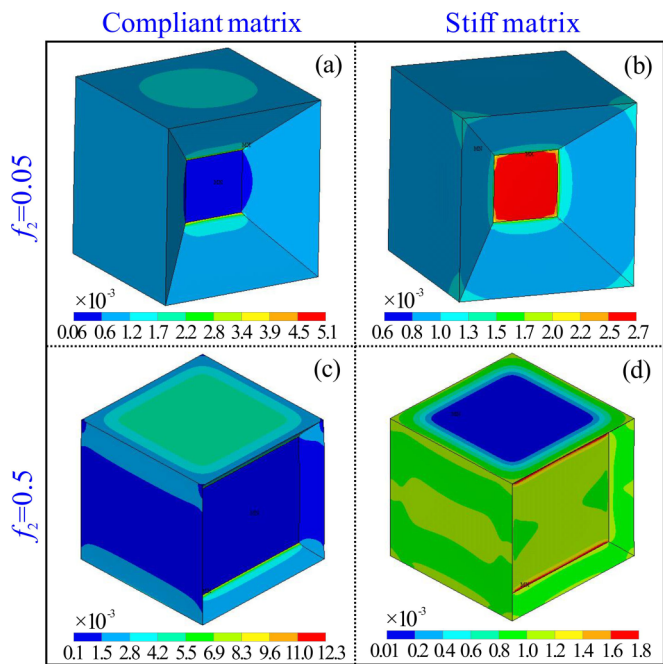 Compliant matrix
Stiff matrix
f2=0.05
(a)
(b)
×10-3
0.06 0.6 1.2 1.7 2.2 2.8 3.4 3.9 4.5 5.1
×10-3
0.6 0.8 1.0 1.3 1.5 1.7 2.0 2.2 2.5 2.7
f2=0.5
(c)
(d)
×10-3
0.1 1.5 2.8 4.2 5.5 6.9 8.3 9.6 11.0 12.3
×10-3
0.01 0.2 0.4 0.6 0.8 1.0 1.2 1.4 1.6 1.8